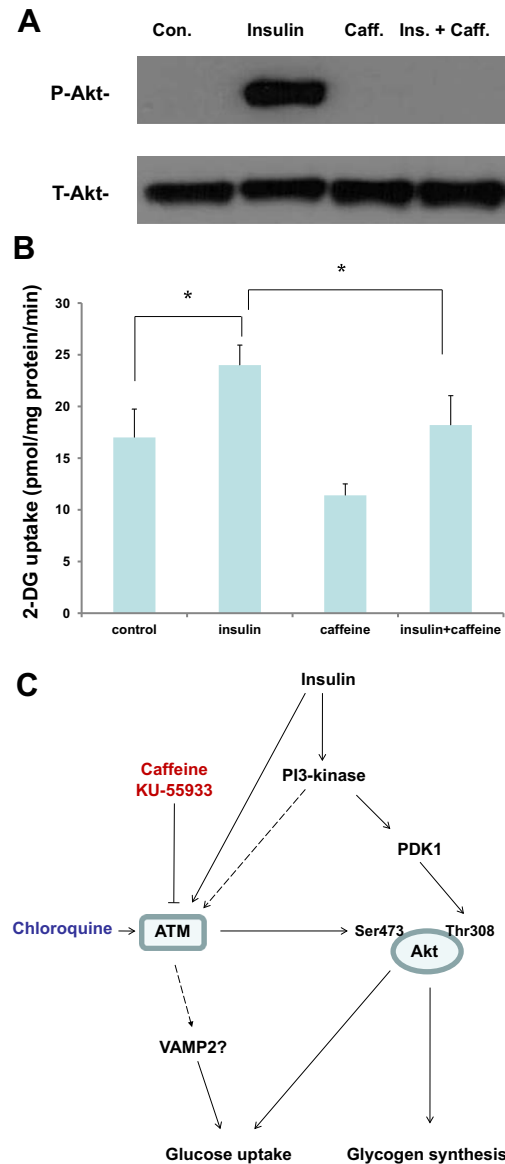 A
Con. Insulin Caff. Ins. + Caff.
P-Akt-
T-Akt-
B
2-DG uptake (pmol/mg protein/min)
30
25
20
15
10
5
0
* *
control insulin caffeine insulin+caffeine
C
Insulin
Caffeine
KU-55933
PI3-kinase
PDK1
Chloroquine ATM Ser473 Thr308
Akt
VAMP2?
Glucose uptake Glycogen synthesis